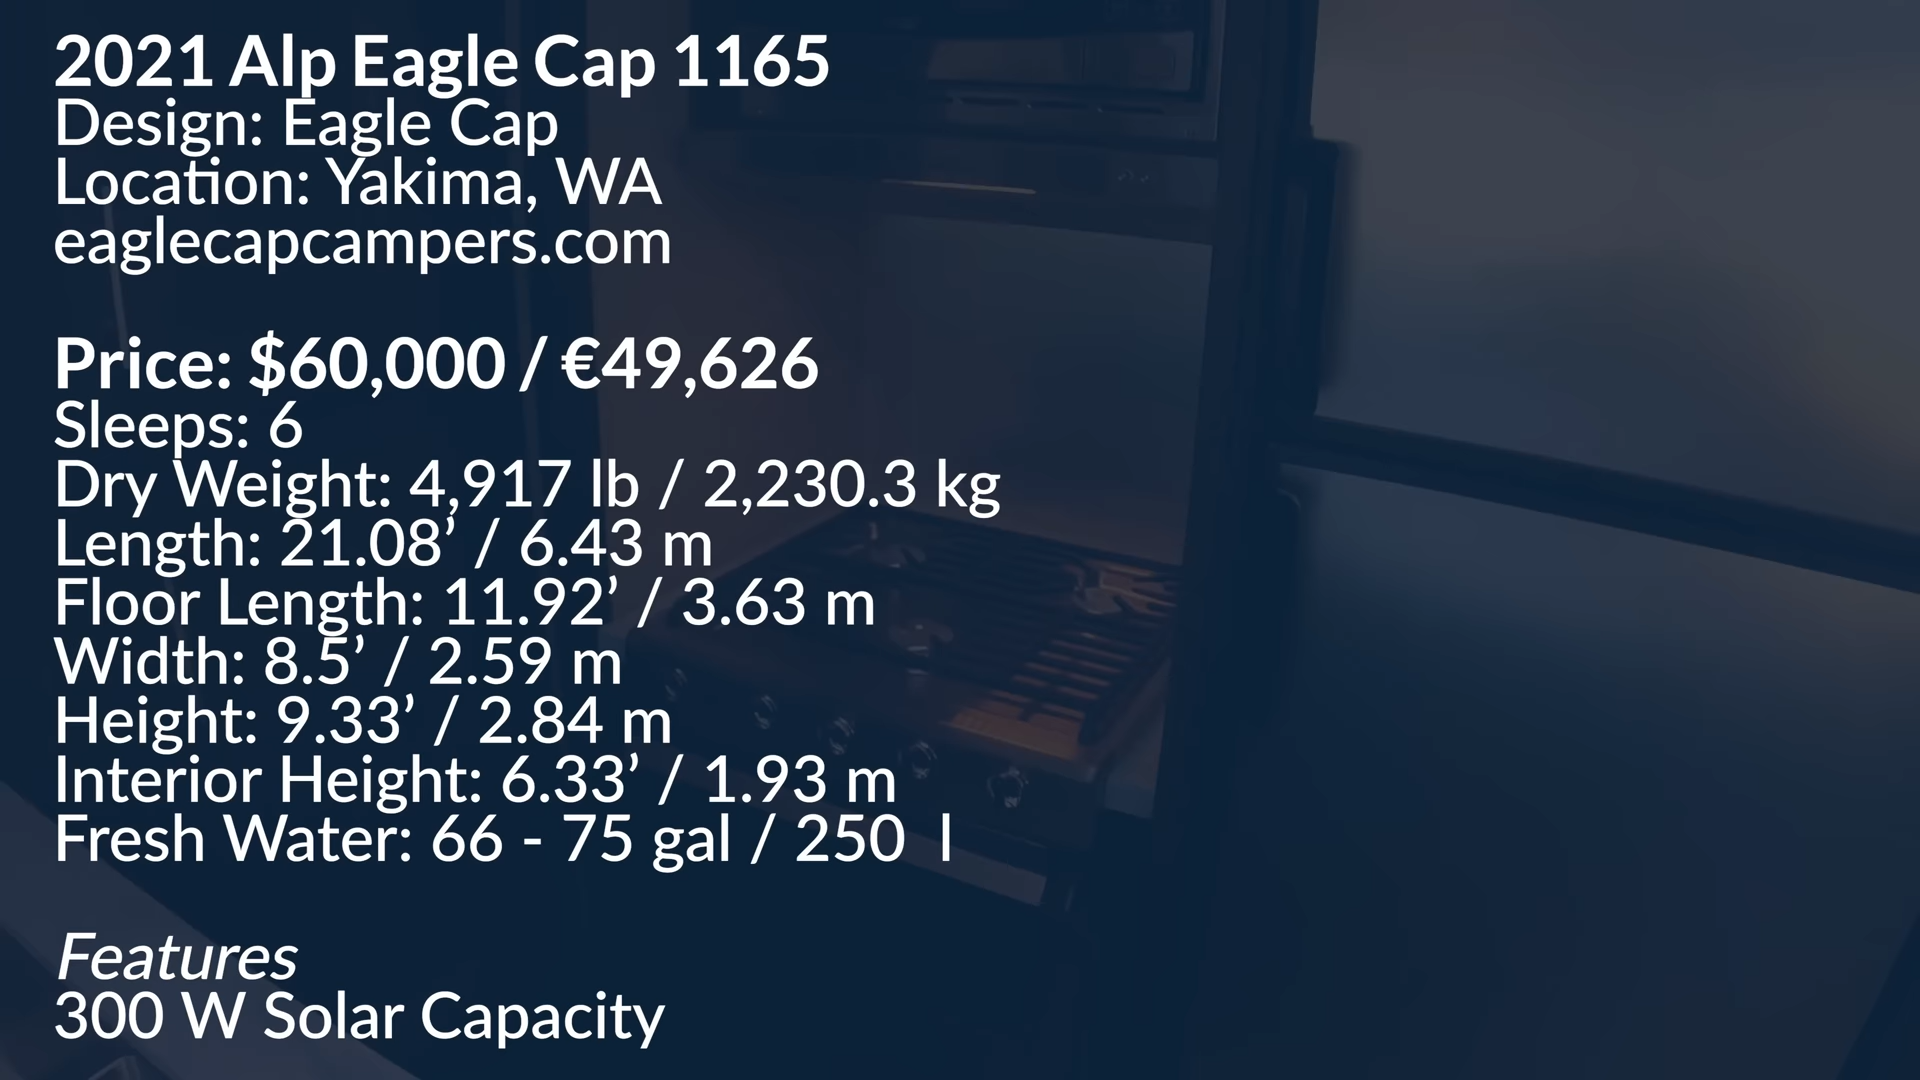 2021 Alp Eagle Cap 1165
Design: Eagle Cap
Location: Yakima, WA
eaglecapcampers.com
Price: $60,000 / €49,626
Sleeps: 6
Dry Weight: 4,917 lb / 2,230.3 kg
Length: 21.08’ / 6.43 m
Floor Length: 11.92’ / 3.63 m
Width: 8.5’ / 2.59 m
Height: 9.33’ / 2.84 m
Interior Height: 6.33’ / 1.93 m
Fresh Water: 66 - 75 gal / 250  l
Features
300 W Solar Capacity